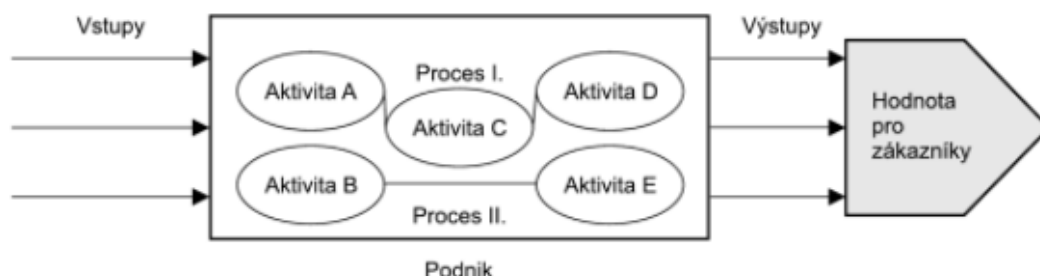 Vstupy
Výstupy
Proces I.
Aktivita A
Aktivita D
Aktivita C
Aktivita B
Aktivita E
Proces II.
Hodnota
pro
zákazníky
Podnik